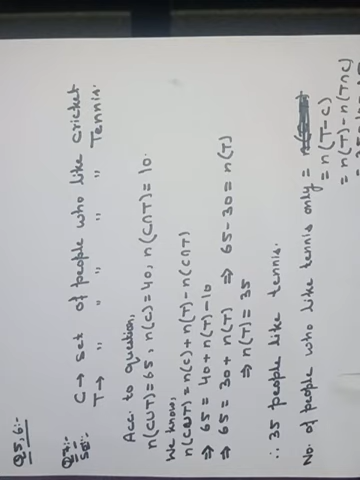 Q5,6:-
Q7:-
Sol:- C → set of people who like cricket
T → " " " " " Tennis.
Acc. to question,
n(C∪T) = 65, n(C) = 40, n(C∩T) = 10.
We know,
n(C∪T) = n(C) + n(T) - n(C∩T)
⇒ 65 = 40 + n(T) - 10
⇒ 65 = 30 + n(T) ⇒ 65 - 30 = n(T)
⇒ n(T) = 35
∴ 35 people like tennis.
No. of people who like tennis only =
= n(T-C)
= n(T) - n(T∩C)